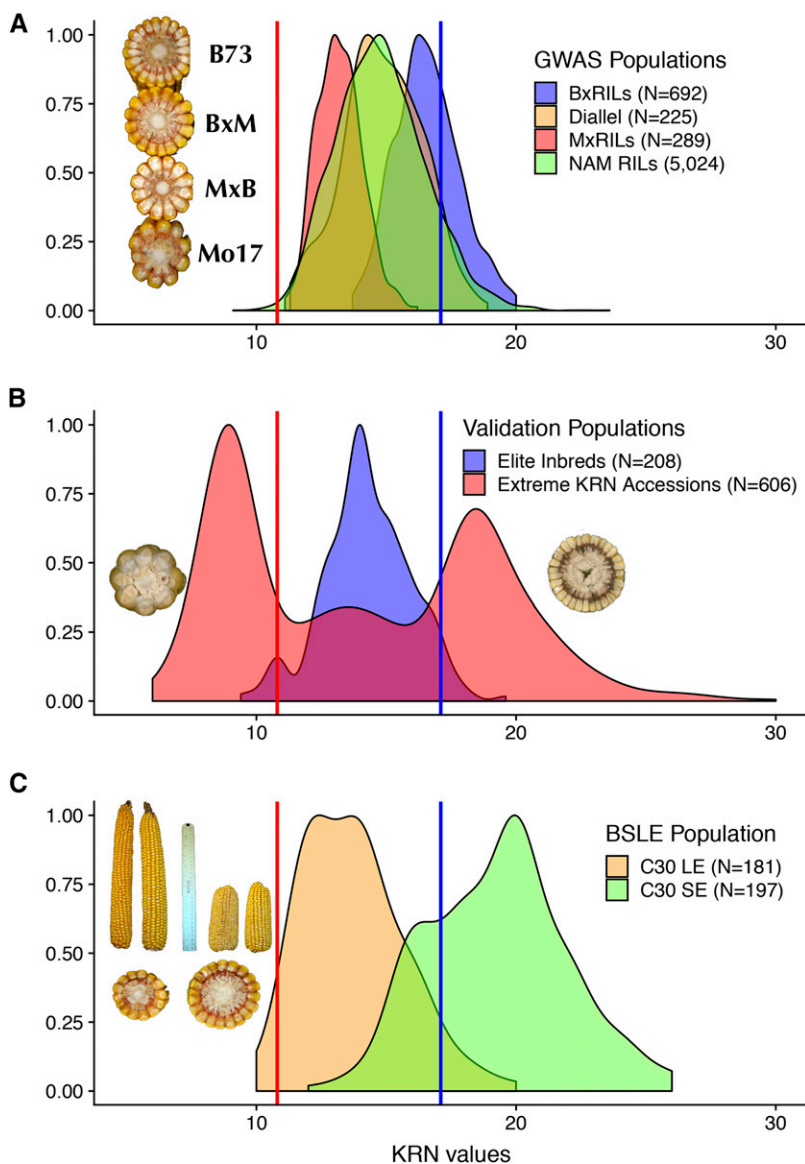 A
1.00
0.75
0.50
0.25
0.00
B73
BxM
MxB
Mo17
GWAS Populations
BxRILs (N=692)
Diallel (N=225)
MxRILs (N=289)
NAM RILs (5,024)
10
20
30
B
1.00
0.75
0.50
0.25
0.00
Validation Populations
Elite Inbreds (N=208)
Extreme KRN Accessions (N=606)
10
20
30
C
1.00
0.75
0.50
0.25
0.00
BSLE Population
C30 LE (N=181)
C30 SE (N=197)
10
20
30
KRN values